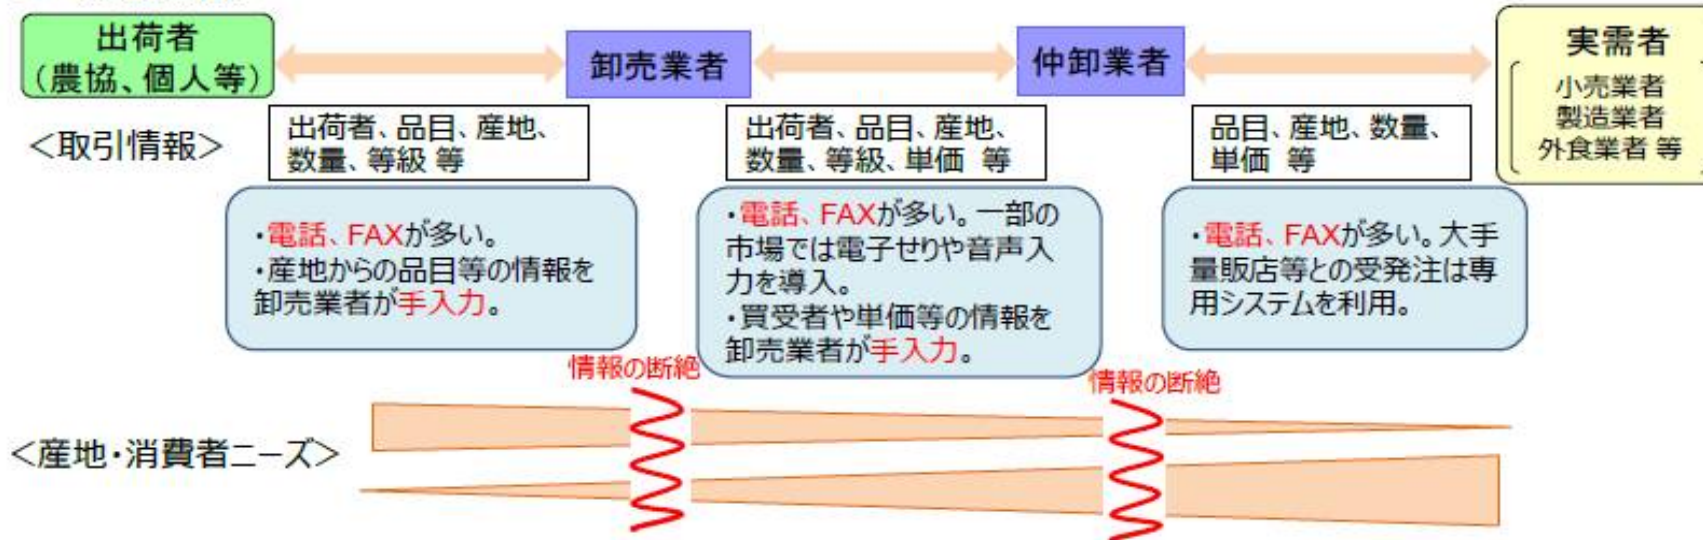 出荷者
（農協、個人等）
卸売業者
仲卸業者
実需者
小売業者
製造業者
外食業者 等
＜取引情報＞
出荷者、品目、産地、
数量、等級 等
出荷者、品目、産地、
数量、等級、単価 等
品目、産地、数量、
単価 等
・電話、FAXが多い。
・産地からの品目等の情報を
卸売業者が手入力。
・電話、FAXが多い。一部の
市場では電子せりや音声入
力を導入。
・買受者や単価等の情報を
卸売業者が手入力。
・電話、FAXが多い。大手
量販店等との受発注は専
用システムを利用。
情報の断絶
情報の断絶
＜産地・消費者ニーズ＞